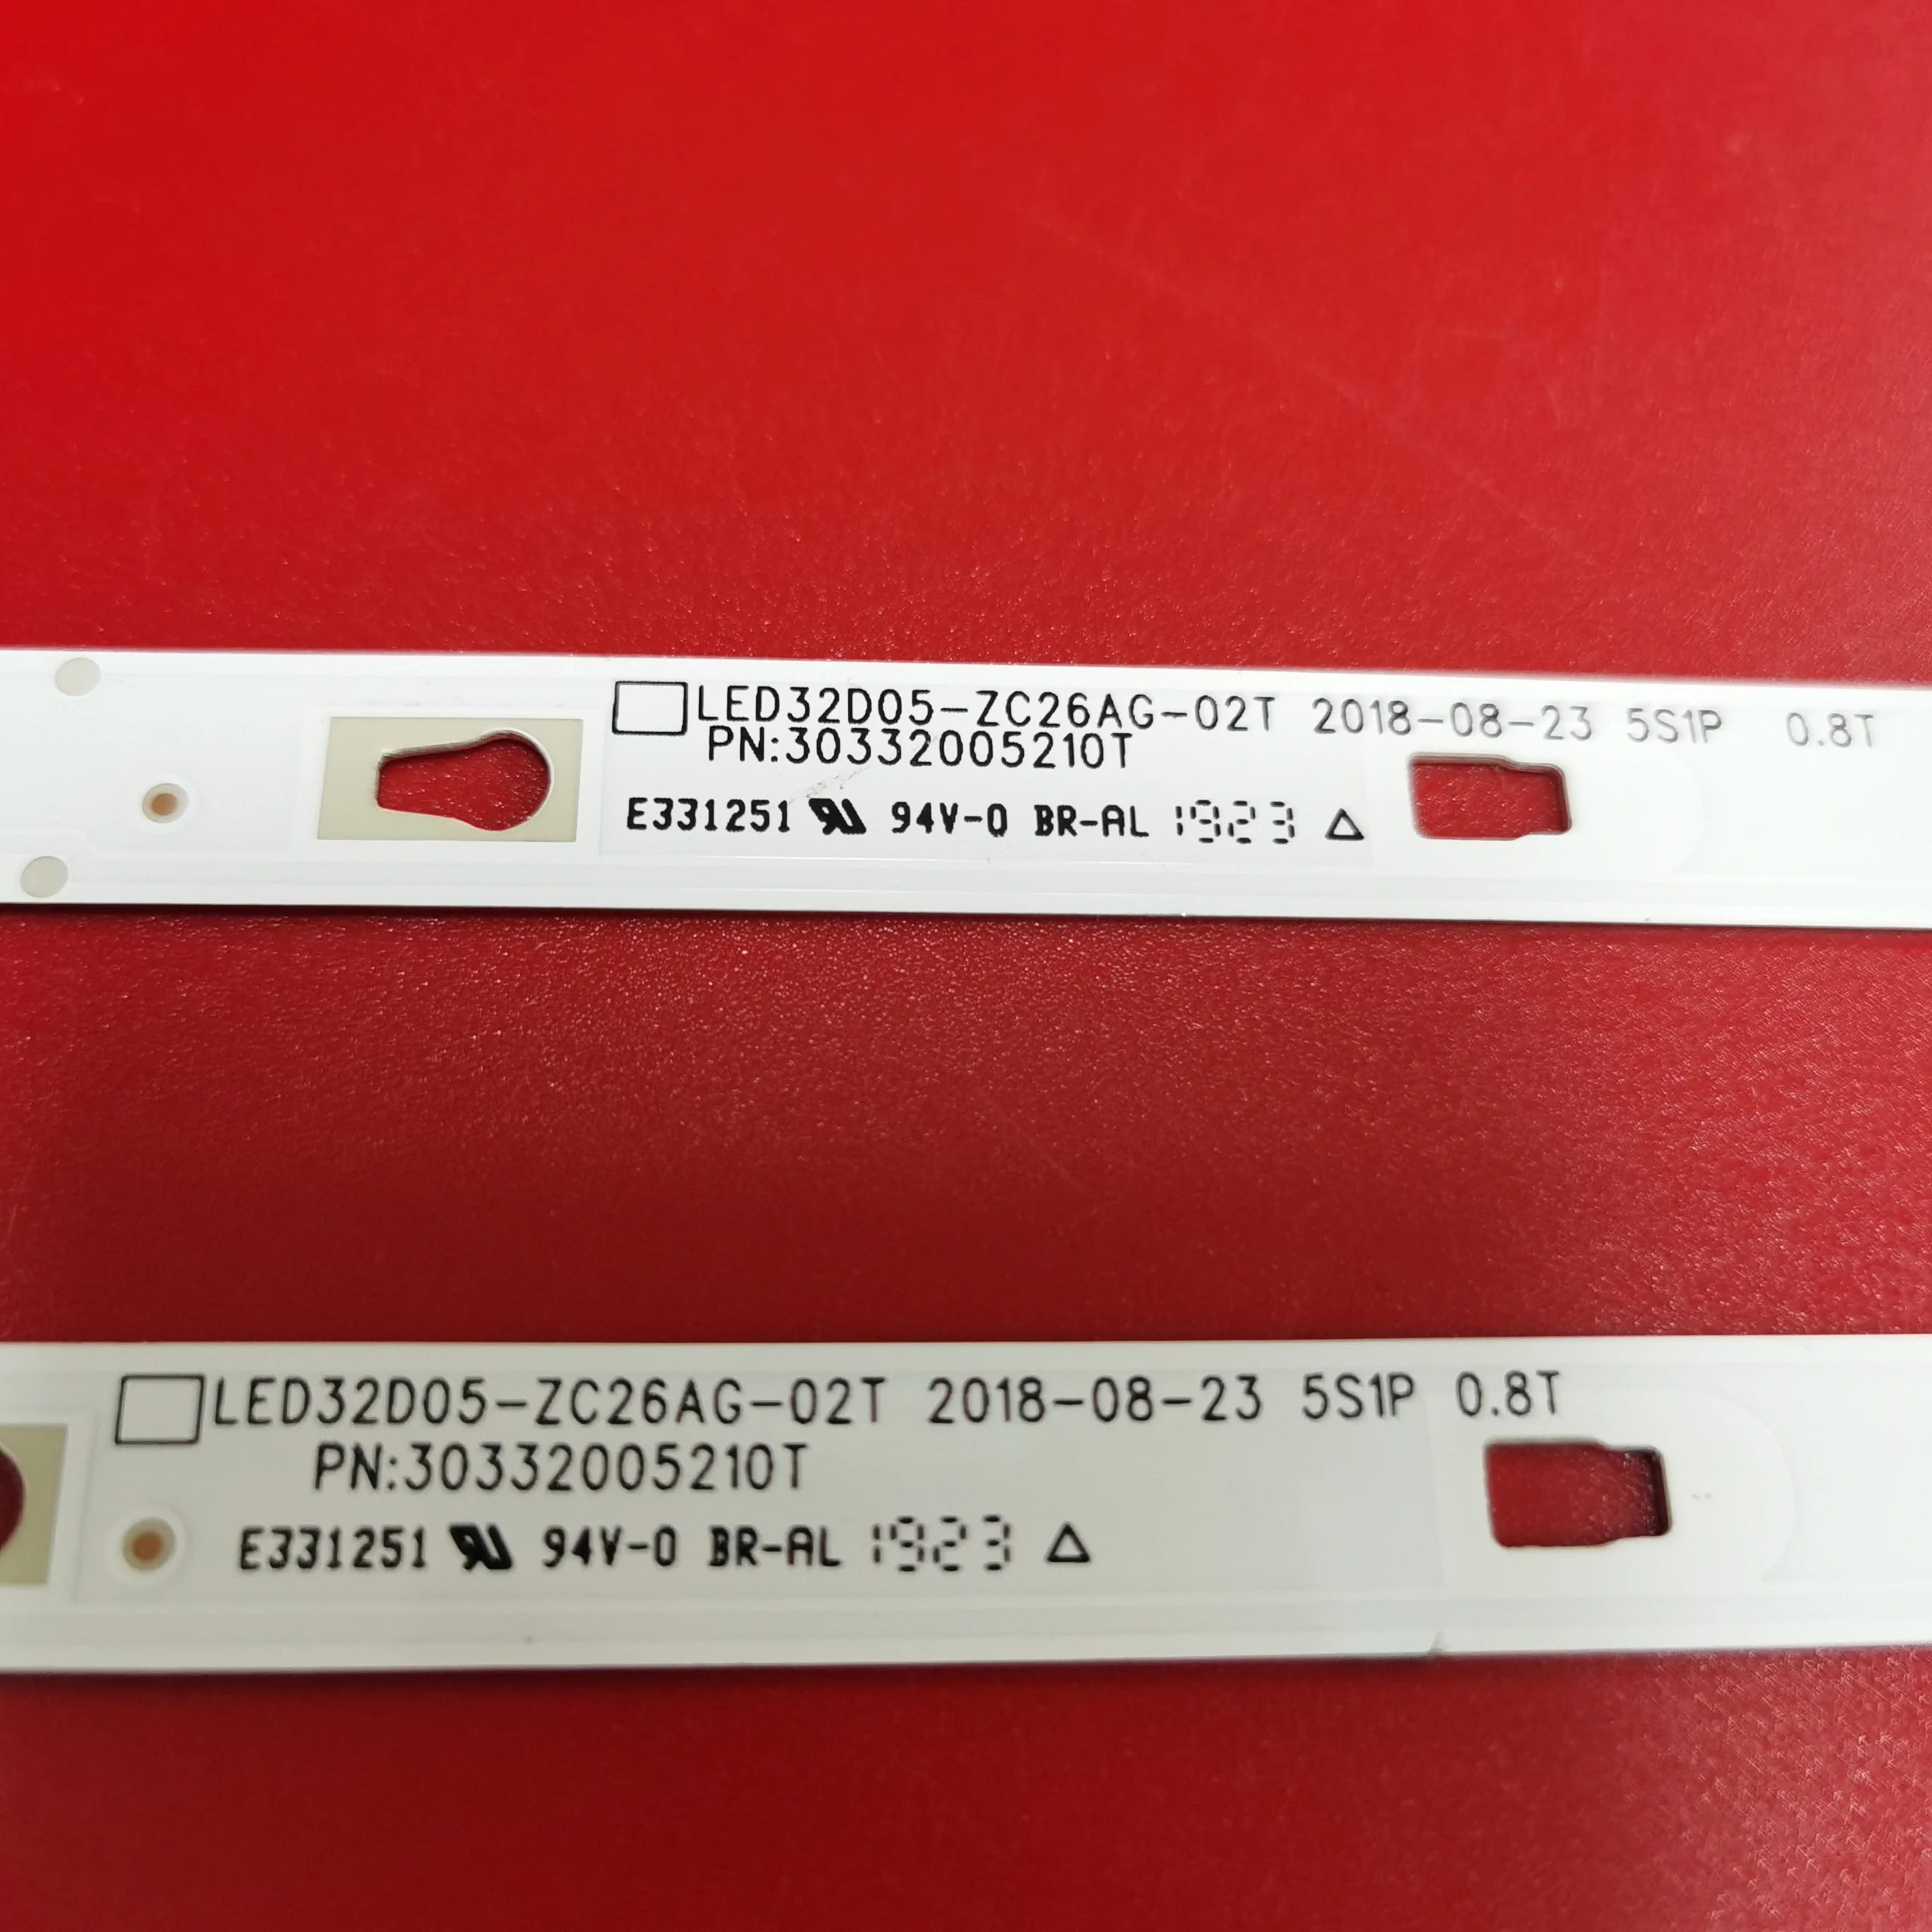 LED32D05-ZC26AG-02T 2018-08-23 5S1P 0.8T
PN:30332005210T
E331251 94V-0 BR-AL 1923
LED32D05-ZC26AG-02T 2018-08-23 5S1P 0.8T
PN:30332005210T
E331251 94V-0 BR-AL 1923